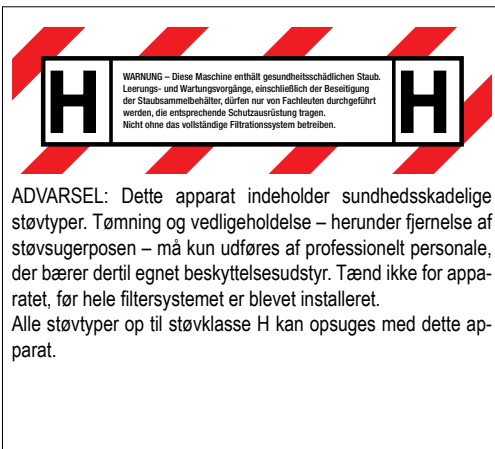 H
WARNUNG – Diese Maschine enthält gesundheitsschädlichen Staub.
Leerungs- und Wartungsvorgänge, einschließlich der Beseitigung
der Staubsammelbehälter, dürfen nur von Fachleuten durchgeführt
werden, die entsprechende Schutzausrüstung tragen.
Nicht ohne das vollständige Filtrationssystem betreiben.
H
ADVARSEL: Dette apparat indeholder sundhedsskadelige
støvtyper. Tømning og vedligeholdelse – herunder fjernelse af
støvsugerposen – må kun udføres af professionelt personale,
der bærer dertil egnet beskyttelsesudstyr. Tænd ikke for appa-
ratet, før hele filtersystemet er blevet installeret.
Alle støvtyper op til støvklasse H kan opsuges med dette ap-
parat.